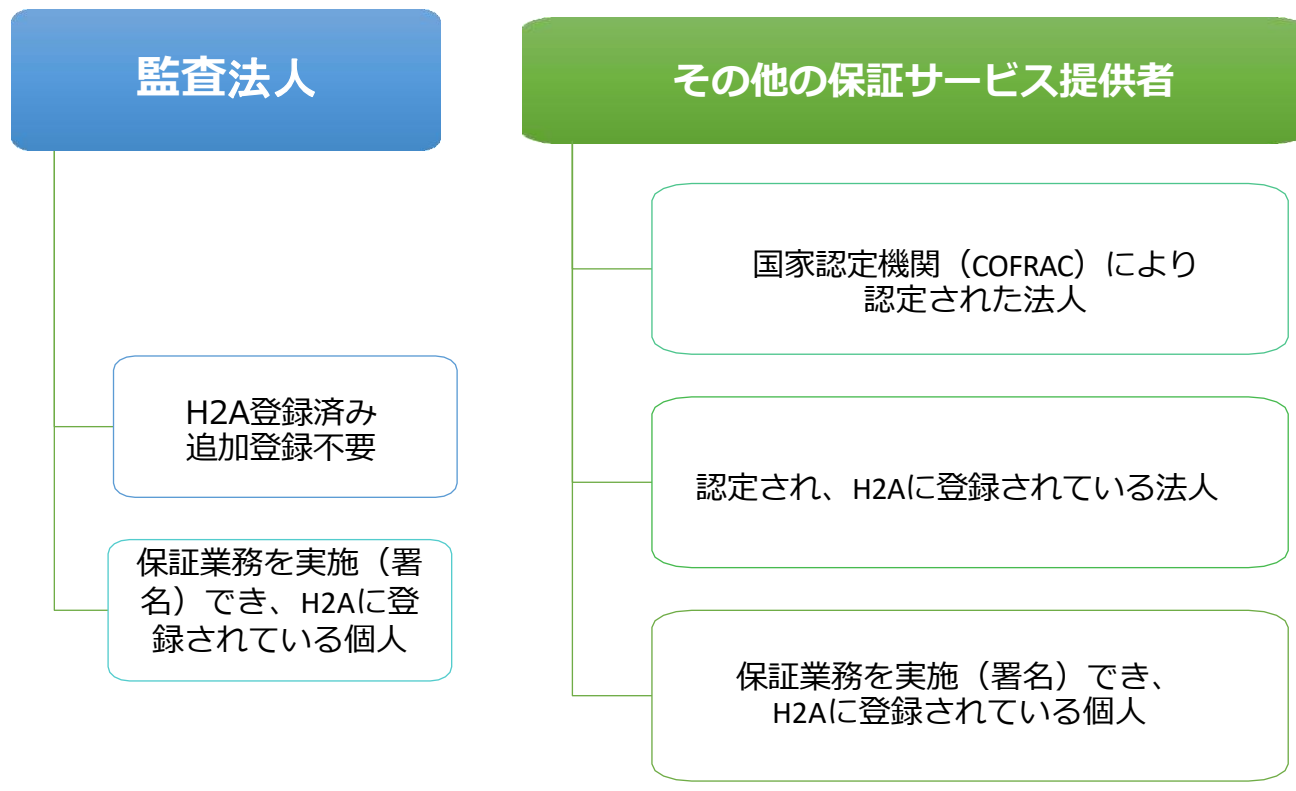 監査法人
H2A登録済み
追加登録不要
保証業務を実施（署
名）でき、H2Aに登
録されている個人
その他の保証サービス提供者
国家認定機関（COFRAC）により
認定された法人
認定され、H2Aに登録されている法人
保証業務を実施（署名）でき、
H2Aに登録されている個人